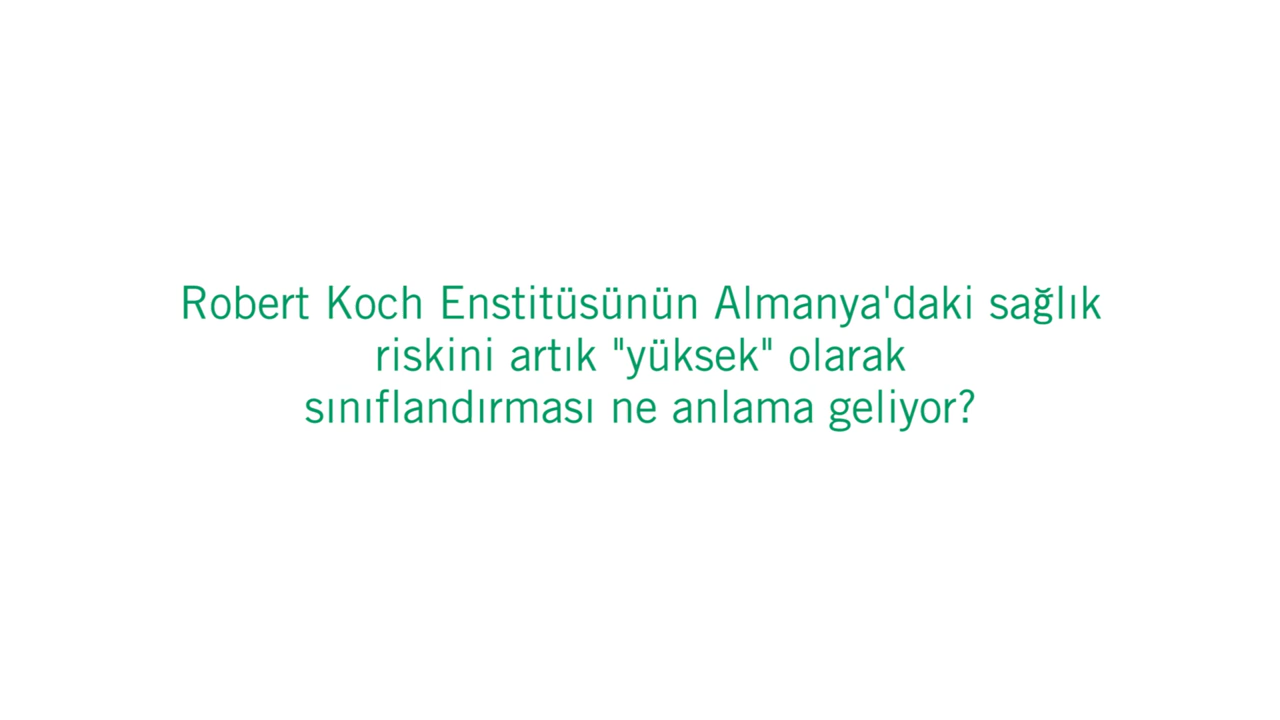 Robert Koch Enstitüsünün Almanya'daki sağlık
riskini artık "yüksek" olarak
sınıflandırması ne anlama geliyor?